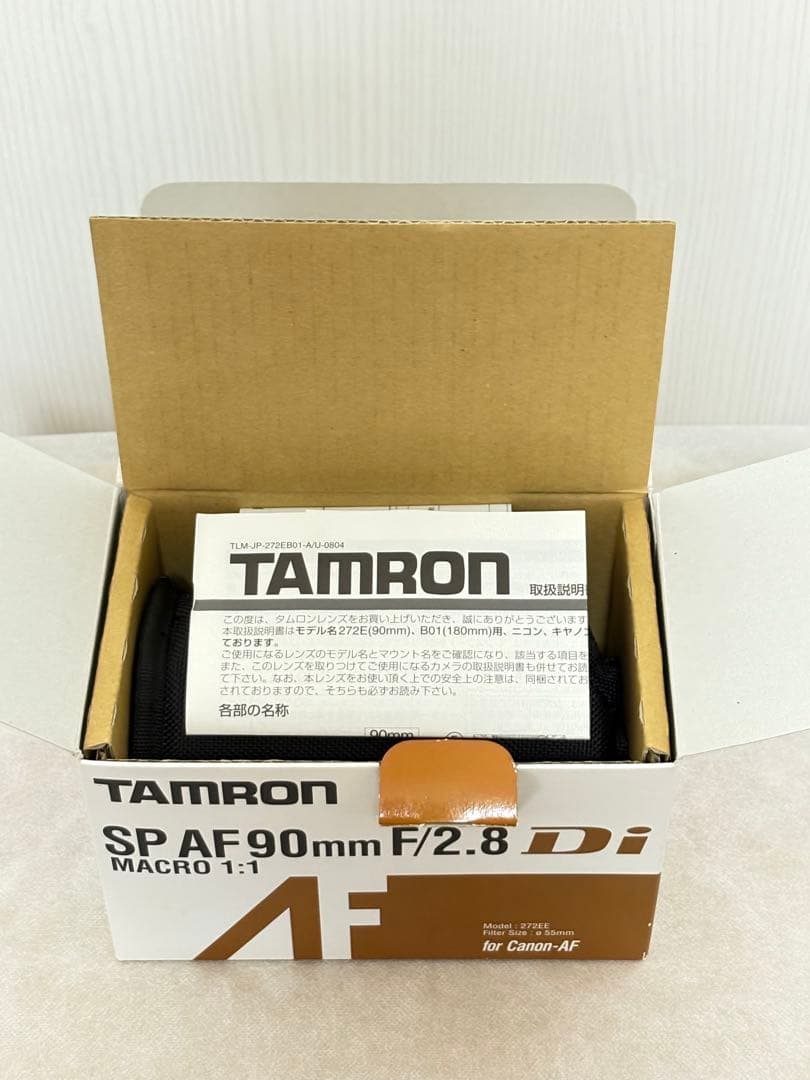 TLM-JP-272EB01-A/U-0804
TAMRON 取扱説明
この度は、タムロンレンズをお買い上げいただき、誠にありがとうございます
本取扱説明書はモデル名272E(90mm)、B01(180mm)用、ニコン、キヤノ
ております。
ご使用になるレンズのモデル名とマウント名をご確認になり、該当する項目を
また、このレンズを取りつけてご使用になるカメラの取扱説明書も併せてお読
て下さい。なお、本レンズをお使い頂く上での安全上の注意は、同梱されてお
されておりますので、そちらも必ずお読み下さい。
各部の名称
90mm
TAMRON
SP AF 90mm F/2.8 Di
MACRO 1:1
AF
Model : 272EE
Filter Size : ø 55mm
for Canon-AF